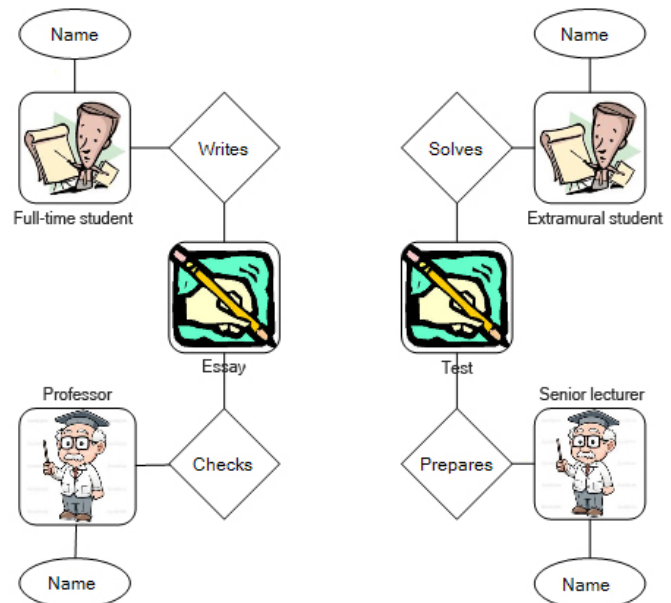 Name
Name
Writes
Solves
Full-time student
Extramural student
Essay
Test
Professor
Senior lecturer
Checks
Prepares
Name
Name